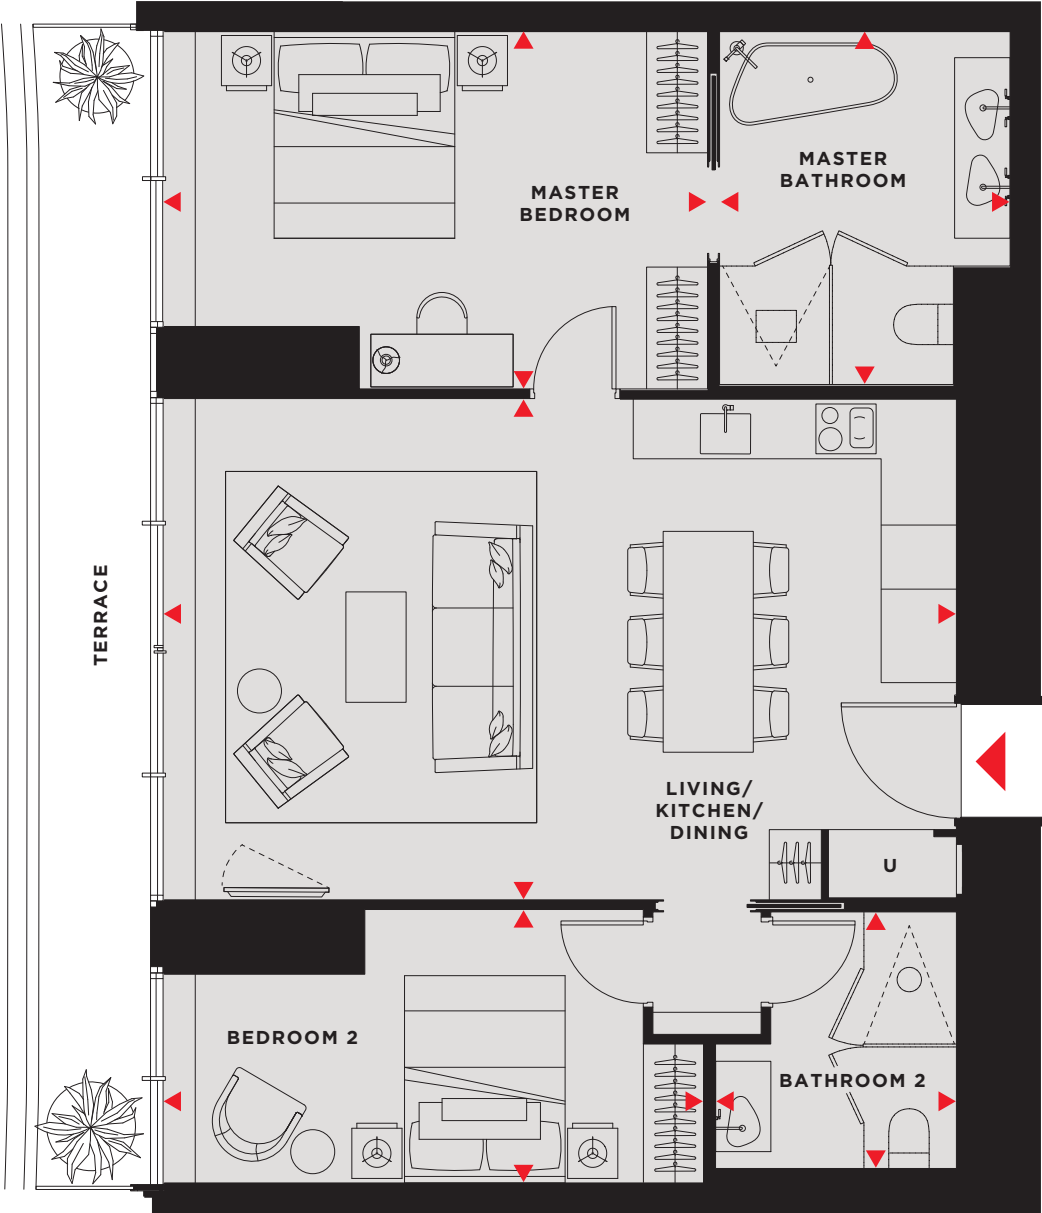 MASTER
BEDROOM
MASTER
BATHROOM
TERRACE
LIVING/
KITCHEN/
DINING
U
BEDROOM 2
BATHROOM 2